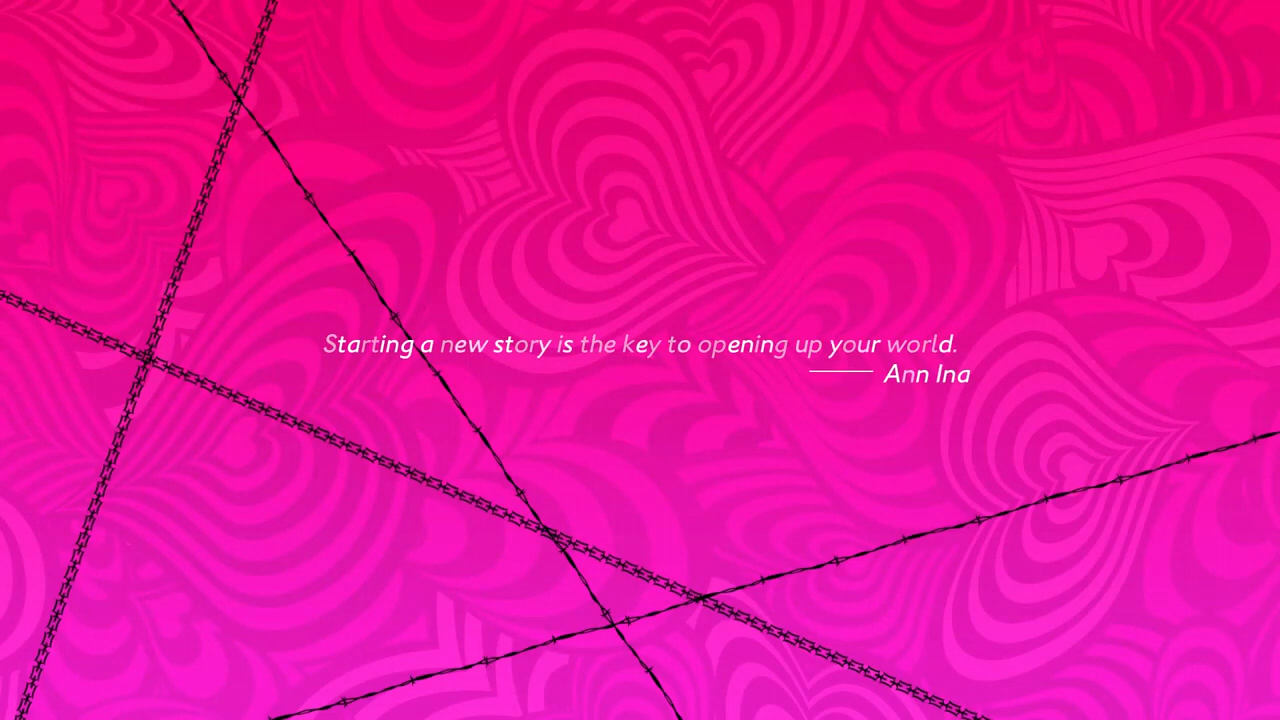 Starting a new story is the key to opening up your world.
—— Ann Ina